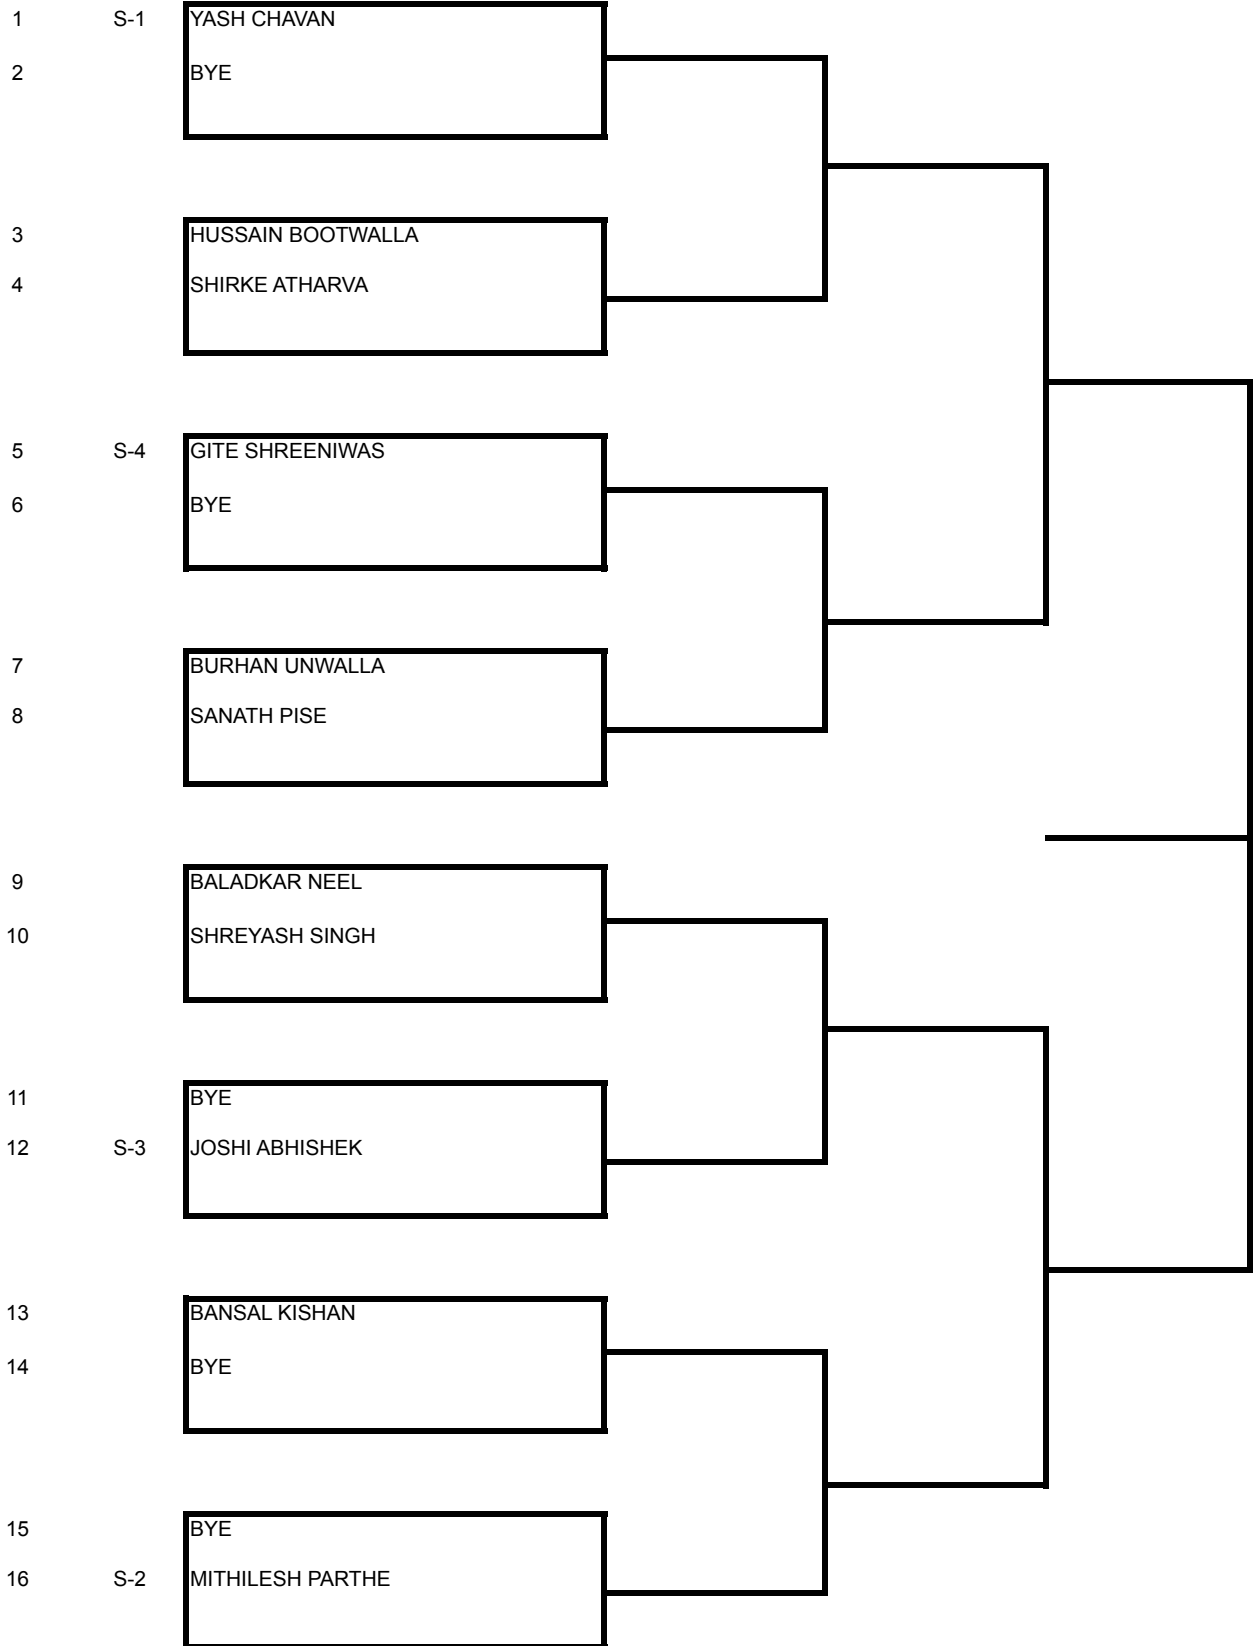 1 S-1 YASH CHAVAN
2 BYE
3 HUSSAIN BOOTWALLA
4 SHIRKE ATHARVA
5 S-4 GITE SHREENIWAS
6 BYE
7 BURHAN UNWALLA
8 SANATH PISE
9 BALADKAR NEEL
10 SHREYASH SINGH
11 BYE
12 S-3 JOSHI ABHISHEK
13 BANSAL KISHAN
14 BYE
15 BYE
16 S-2 MITHILESH PARTHE